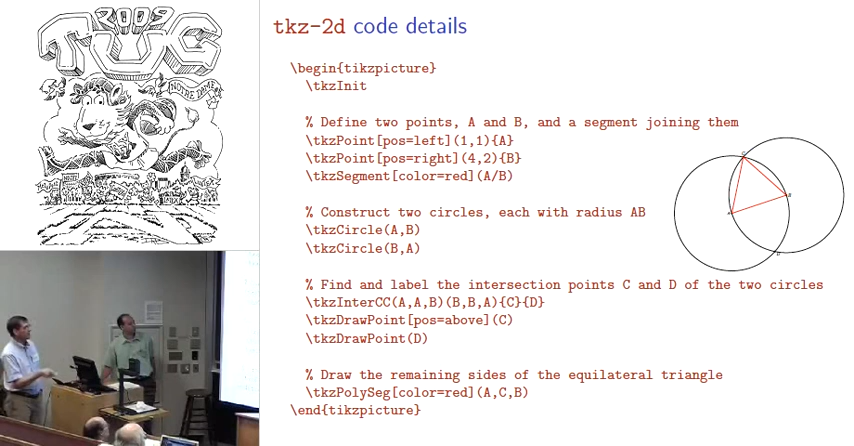 2009
TUG
NOTRE DAME
tkz-2d code details
\begin{tikzpicture}
\tkzInit
% Define two points, A and B, and a segment joining them
\tkzPoint[pos=left](1,1){A}
\tkzPoint[pos=right](4,2){B}
\tkzSegment[color=red](A/B)
% Construct two circles, each with radius AB
\tkzCircle(A,B)
\tkzCircle(B,A)
% Find and label the intersection points C and D of the two circles
\tkzInterCC(A,A,B)(B,B,A){C}{D}
\tkzDrawPoint[pos=above](C)
\tkzDrawPoint(D)
% Draw the remaining sides of the equilateral triangle
\tkzPolySeg[color=red](A,C,B)
\end{tikzpicture}
C
B
A
D